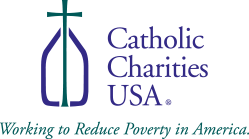 Catholic
Charities
USA®
Working to Reduce Poverty in America.